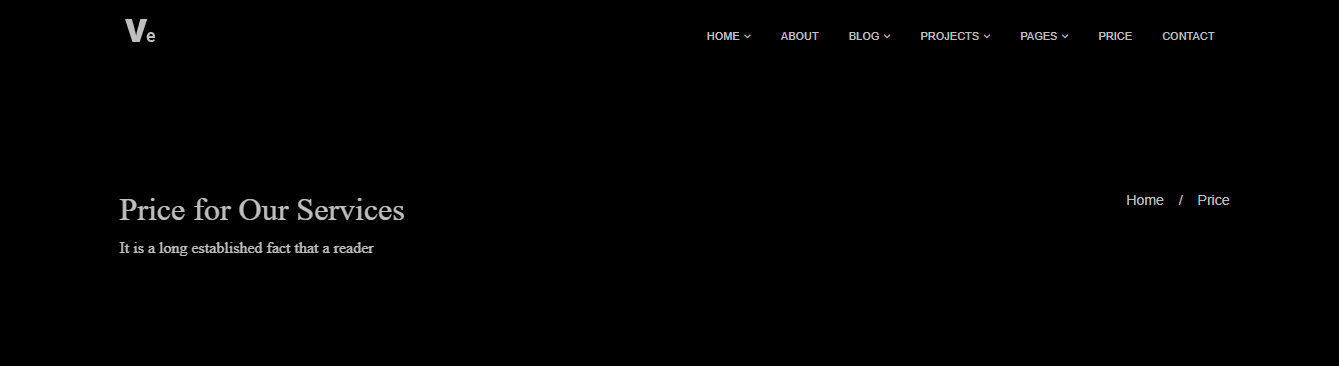 Ve
HOME ABOUT BLOG PROJECTS PAGES PRICE CONTACT
Price for Our Services
Home / Price
It is a long established fact that a reader